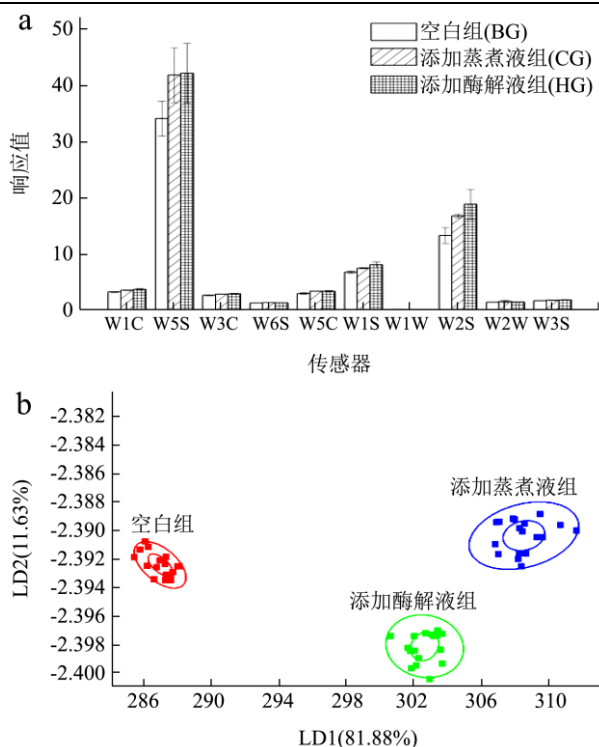 a
50
40
30
20
10
0
响应值
空白组(BG)
添加蒸煮液组(CG)
添加酶解液组(HG)
W1C W5S W3C W6S W5C W1S W1W W2S W2W W3S
传感器
b
-2.382
-2.384
-2.386
-2.388
-2.390
-2.392
-2.394
-2.396
-2.398
-2.400
LD2(11.63%)
空白组
添加蒸煮液组
添加酶解液组
286 290 294 298 302 306 310
LD1(81.88%)